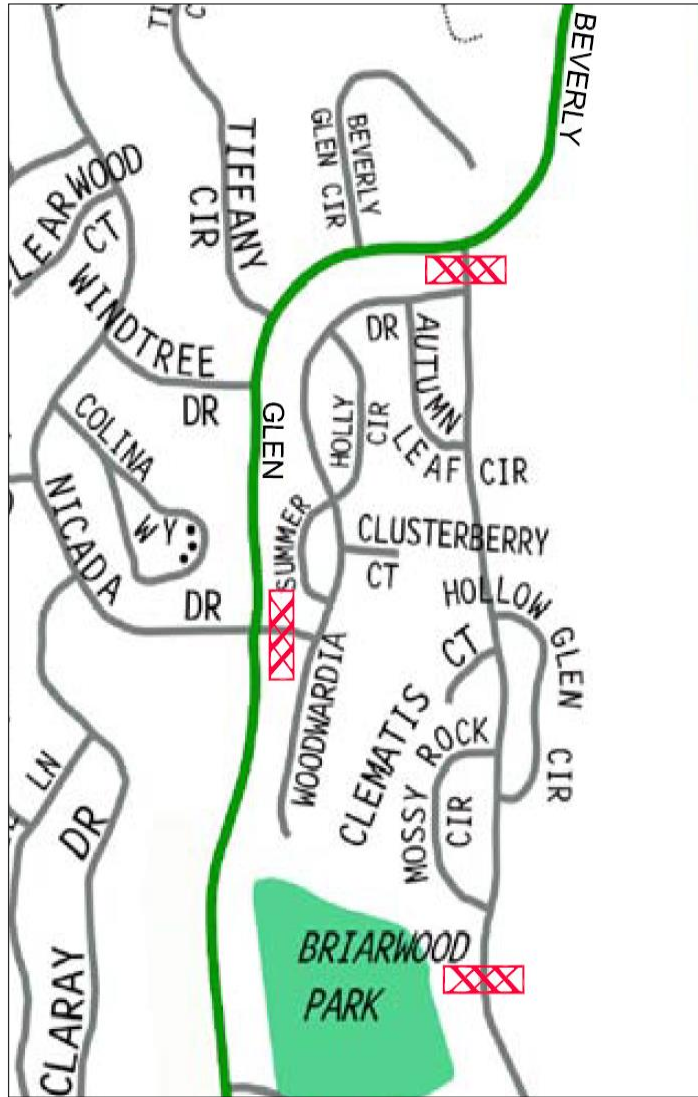 BEVERLY
BEVERLY
GLEN CIR
TIFFANY
CIR
CT
WINDTREE
DR
DR
AUTUMN
LEAF CIR
HOLLY
CIR
GLEN
COLINA
WY
NICADA
DR
SUMMER
CLUSTERBERRY
CT
HOLLOW
GLEN
CIR
CT
WOODWARDIA
CLEMATIS
MOSSY ROCK
CIR
LN
DR
CLARAY
BRIARWOOD
PARK